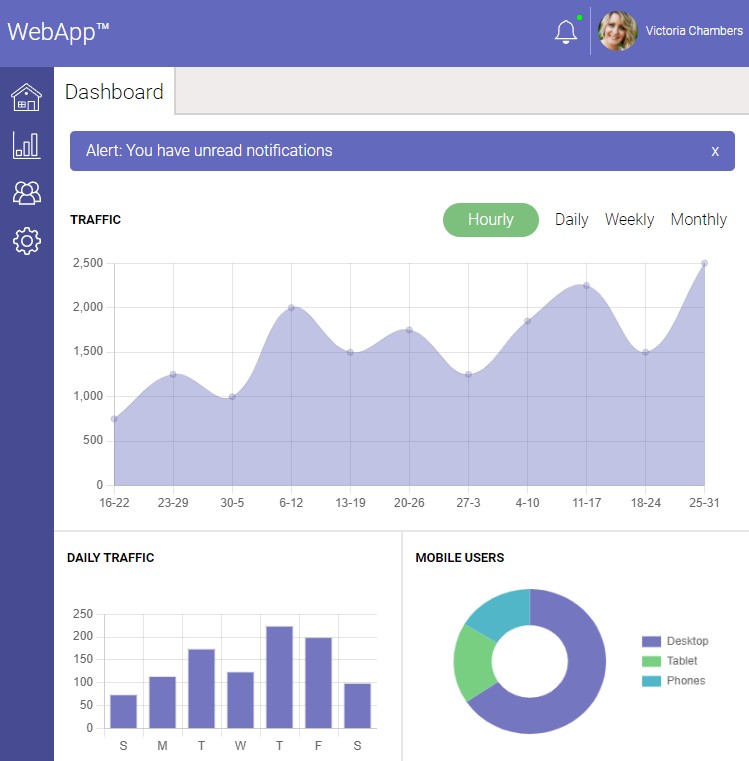 WebApp™
Victoria Chambers
Dashboard
Alert: You have unread notifications x
TRAFFIC
Hourly Daily Weekly Monthly
2,500
2,000
1,500
1,000
500
0
16-22 23-29 30-5 6-12 13-19 20-26 27-3 4-10 11-17 18-24 25-31
DAILY TRAFFIC
250
200
150
100
50
0
S M T W T F S
MOBILE USERS
Desktop
Tablet
Phones